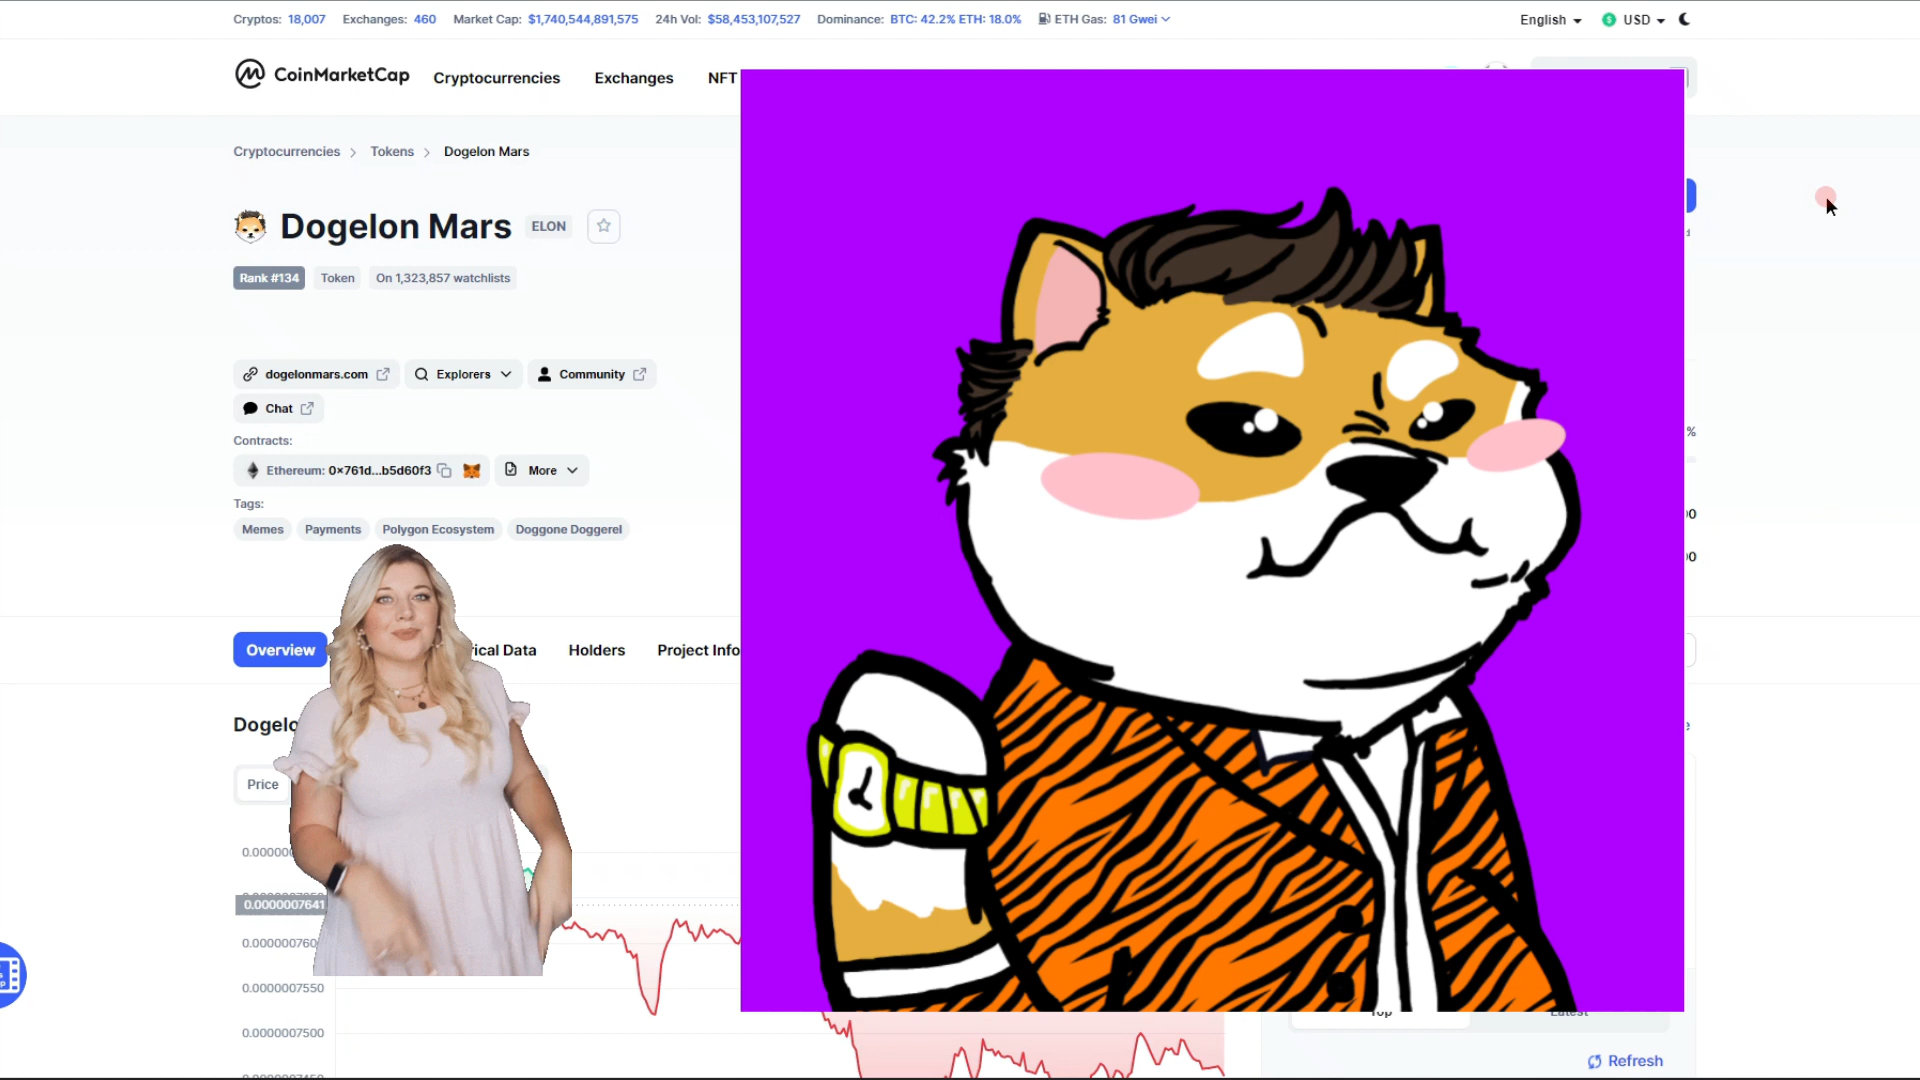 Cryptos: 18,007 Exchanges: 460 Market Cap: $1,740,544,891,575 24h Vol: $58,453,107,527 Dominance: BTC: 42.2% ETH: 18.0% ETH Gas: 81 Gwei English USD
CoinMarketCap Cryptocurrencies Exchanges NFT
Cryptocurrencies > Tokens > Dogelon Mars
Dogelon Mars ELON
Rank #134 Token On 1,323,857 watchlists
dogelonmars.com Explorers Community
Chat
Contracts:
Ethereum: 0x761d...b5d60f3 More
Tags:
Memes Payments Polygon Ecosystem Doggone Doggerel
Overview Data Holders Project Info
Price
0.0000007641
0.0000007550
0.0000007500
Refresh